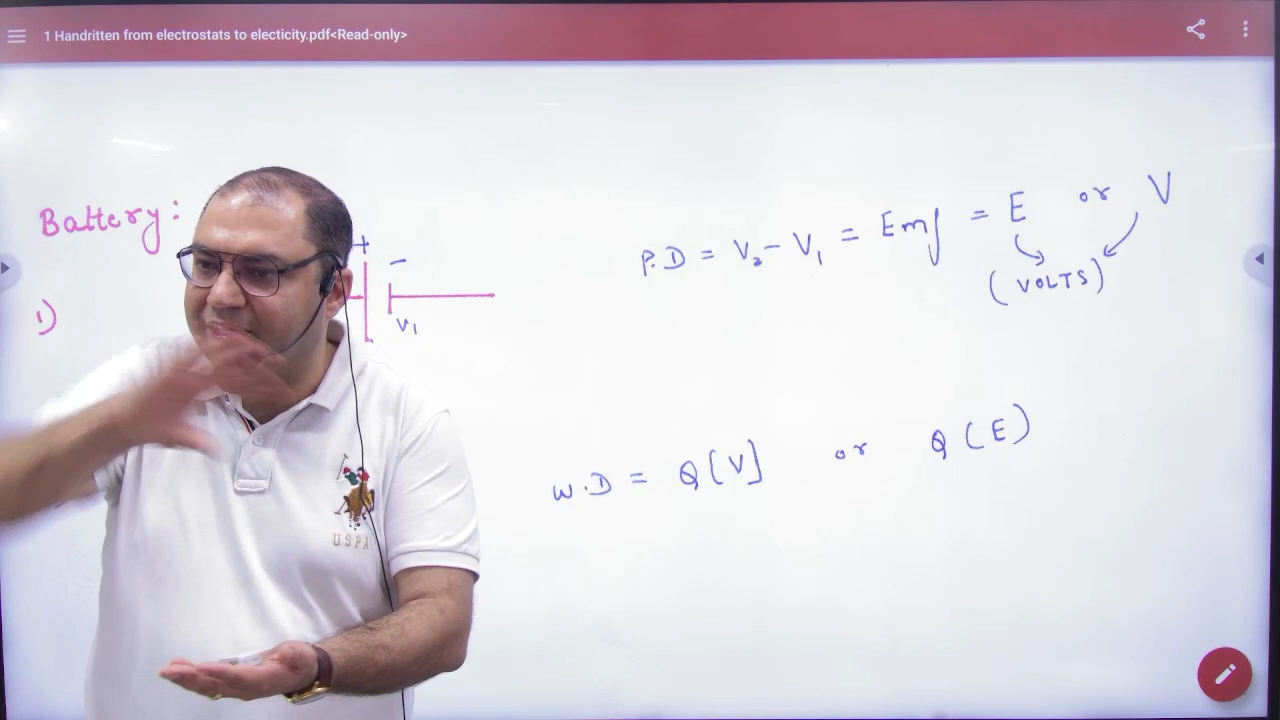 1 Handritten from electrostats to electicity.pdf<Read-only>
Battery:
P.D = V₂ - V₁ = Emf = E or V
(VOLTS)
1)
+ -
V₁
W.D = Q[V] or Q(E)
USPA